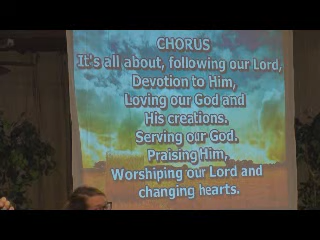 CHORUS
It's all about, following our Lord,
Devotion to Him,
Loving our God and
His creations.
Serving our God.
Praising Him,
Worshiping our Lord and
changing hearts.